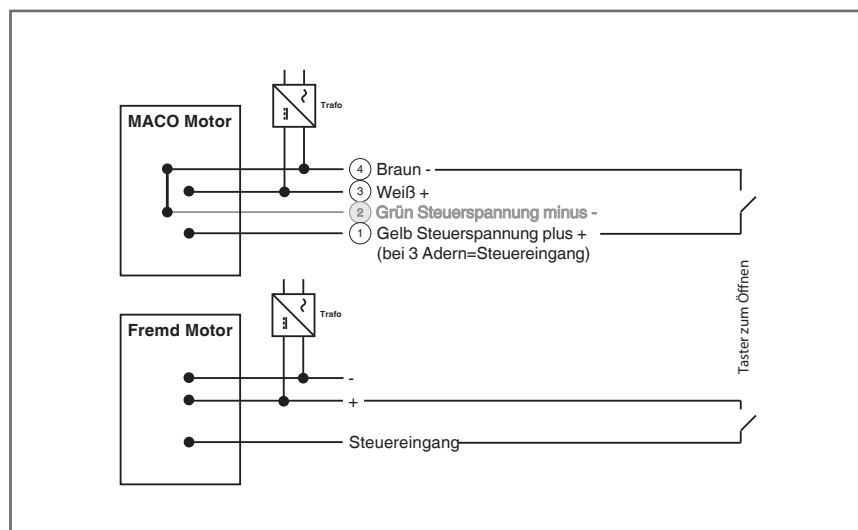 Trafo
MACO Motor
4 Braun -
3 Weiß +
2 Grün Steuerspannung minus -
1 Gelb Steuerspannung plus +
(bei 3 Adern=Steuereingang)
Taster zum Öffnen
Trafo
Fremd Motor
-
+
Steuereingang